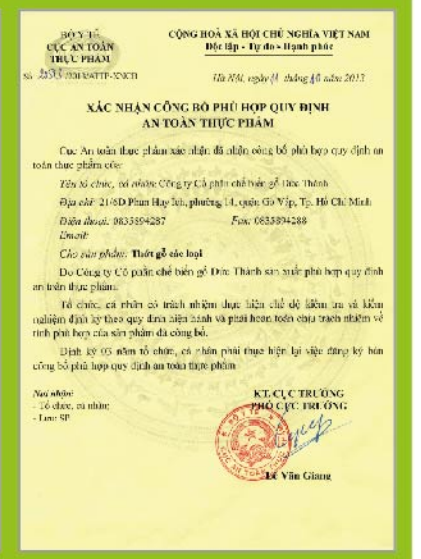 BỘ Y TẾ
CỤC AN TOÀN
THỰC PHẨM
Số /2013/ATTP-XNCB
CỘNG HOÀ XÃ HỘI CHỦ NGHĨA VIỆT NAM
Độc lập - Tự do - Hạnh phúc
Hà Nội, ngày 11 tháng 10 năm 2013
XÁC NHẬN CÔNG BỐ PHÙ HỢP QUY ĐỊNH
AN TOÀN THỰC PHẨM
Cục An toàn thực phẩm xác nhận đã nhận công bố phù hợp quy định an
toàn thực phẩm của:
Tên tổ chức, cá nhân: Công ty Cổ phần chế biến gỗ Đức Thành
Địa chỉ: 21/6D Phan Huy Ích, phường 14, quận Gò Vấp, Tp. Hồ Chí Minh
Điện thoại: 0835894287 Fax: 0835894288
Email:
Cho sản phẩm: Thớt gỗ các loại
Do Công ty Cổ phần chế biến gỗ Đức Thành sản xuất phù hợp quy định
an toàn thực phẩm.
Tổ chức, cá nhân có trách nhiệm thực hiện chế độ kiểm tra và kiểm
nghiệm định kỳ theo quy định hiện hành và phải hoàn toàn chịu trách nhiệm về
tính phù hợp của sản phẩm đã công bố.
Định kỳ 03 năm tổ chức, cá nhân phải thực hiện lại việc đăng ký bản
công bố phù hợp quy định an toàn thực phẩm
Nơi nhận:
- Tổ chức, cá nhân;
- Lưu: SP
KT. CỤC TRƯỞNG
PHÓ CỤC TRƯỞNG
Lê Văn Giang